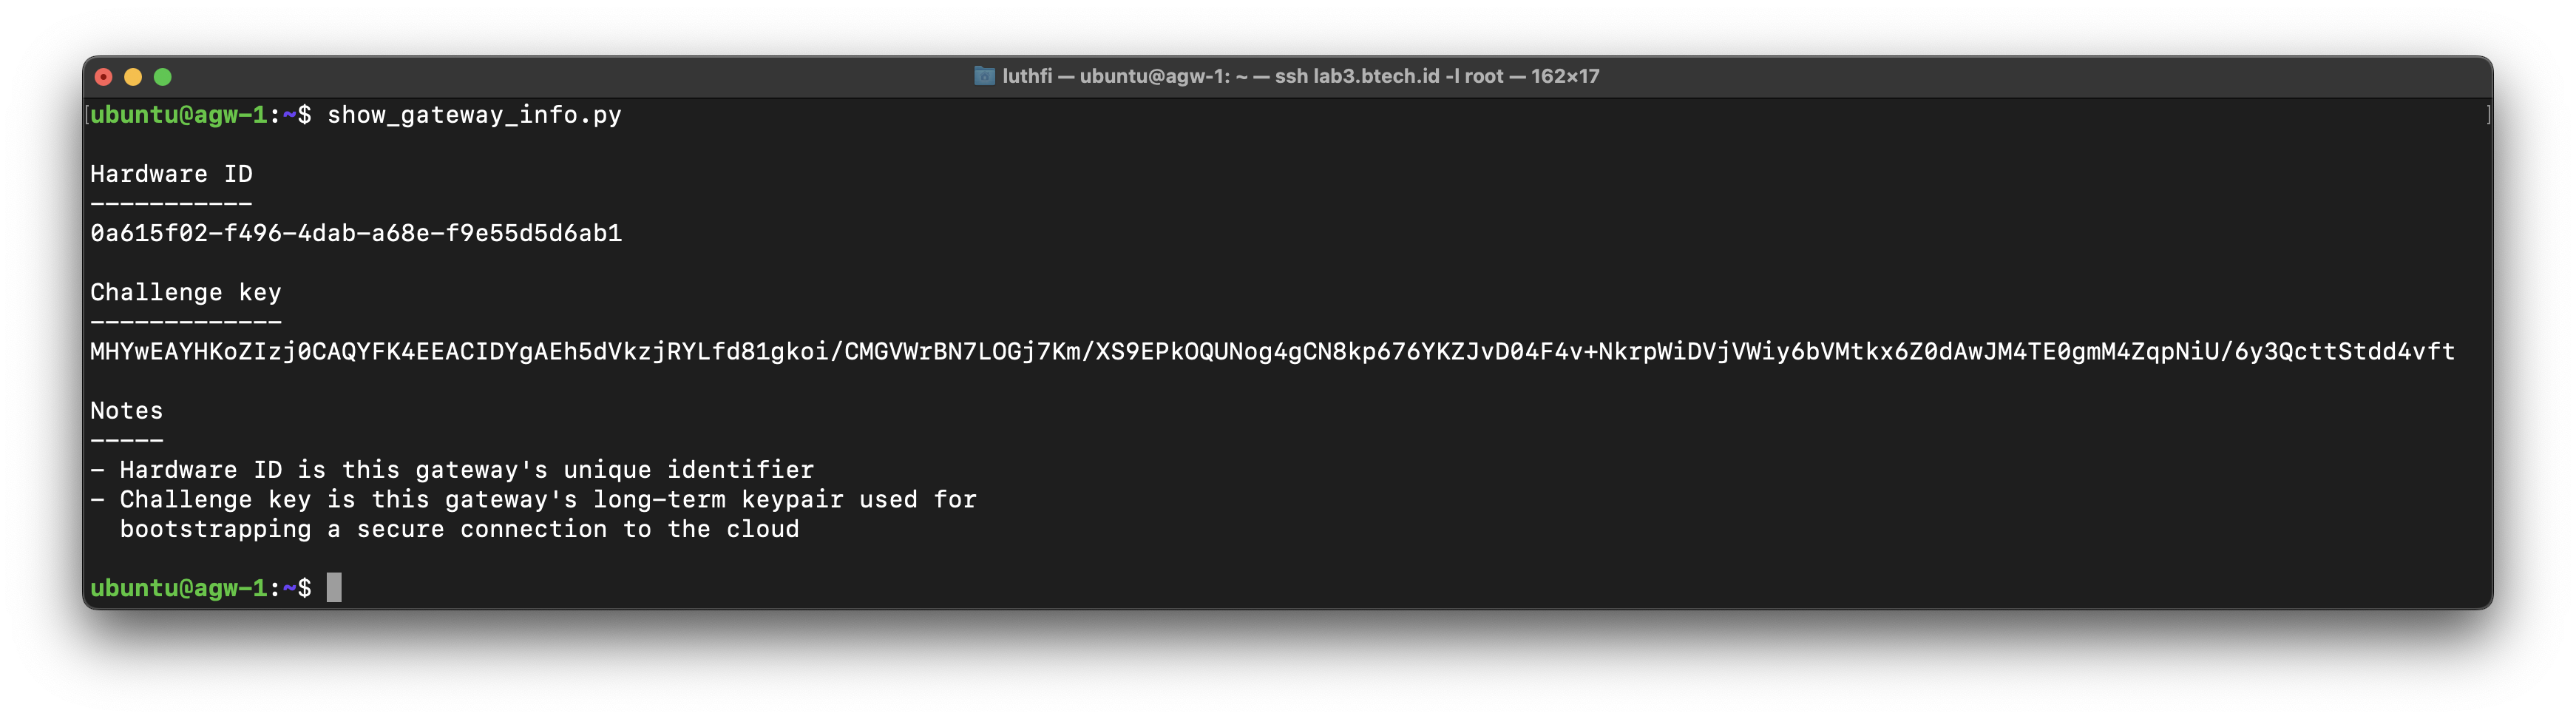 luthfi — ubuntu@agw-1: ~ — ssh lab3.btech.id -l root — 162×17
[ubuntu@agw-1:~$ show_gateway_info.py ]
Hardware ID
-----------
0a615f02-f496-4dab-a68e-f9e55d5d6ab1
Challenge key
-------------
MHYwEAYHKoZIzj0CAQYFK4EEACIDYgAEh5dVkzjRYLfd81gkoi/CMGVWrBN7LOGj7Km/XS9EPkOQUNog4gCN8kp676YKZJvD04F4v+NkrpWiDVjVWiy6bVMtkx6Z0dAwJM4TE0gmM4ZqpNiU/6y3QcttStdd4vft
Notes
-----
- Hardware ID is this gateway's unique identifier
- Challenge key is this gateway's long-term keypair used for
bootstrapping a secure connection to the cloud
ubuntu@agw-1:~$